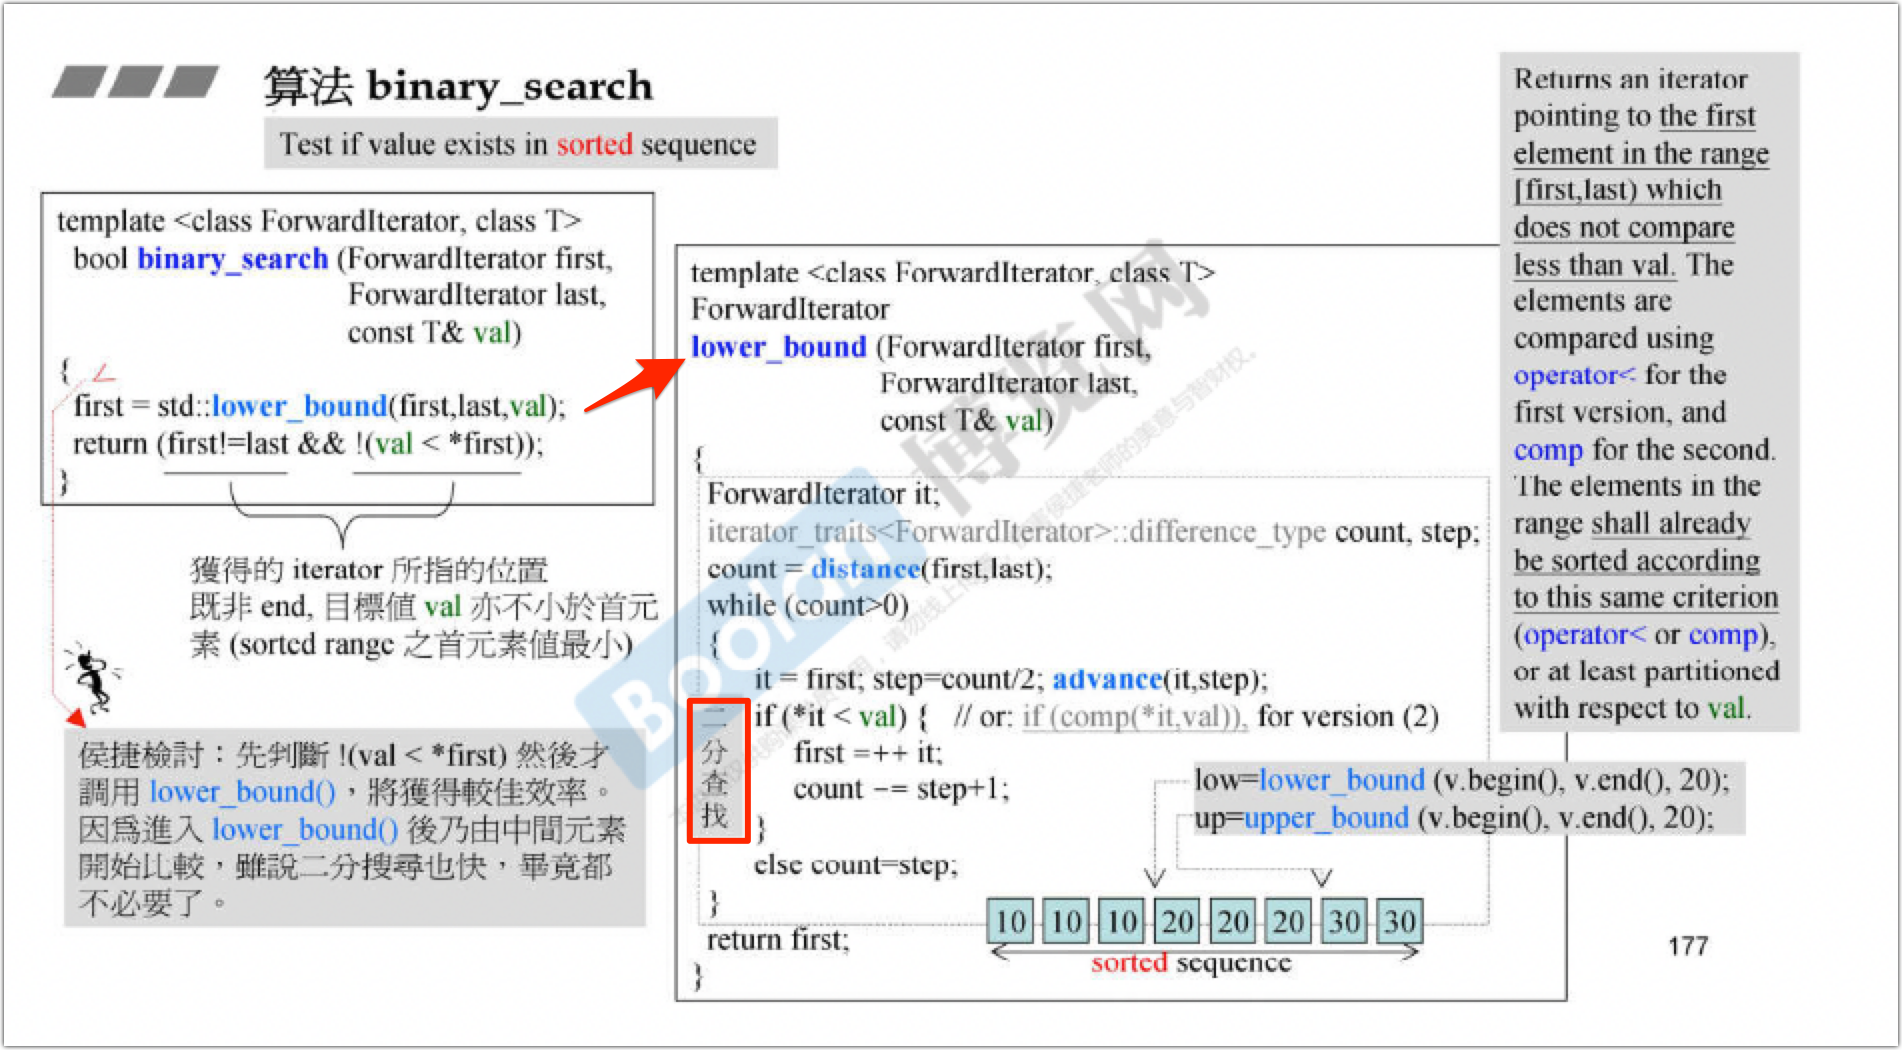 算法 binary_search
Test if value exists in sorted sequence
template <class ForwardIterator, class T>
bool binary_search (ForwardIterator first,
ForwardIterator last,
const T& val)
{
first = std::lower_bound(first,last,val);
return (first!=last && !(val < *first));
}
獲得的 iterator 所指的位置
既非 end, 目標值 val 亦不小於首元
素 (sorted range 之首元素值最小)
侯捷檢討：先判斷 !(val < *first) 然後才
調用 lower_bound()，將獲得較佳效率。
因爲進入 lower_bound() 後乃由中間元素
開始比較，雖說二分搜尋也快，畢竟都
不必要了。
template <class ForwardIterator, class T>
ForwardIterator
lower_bound (ForwardIterator first,
ForwardIterator last,
const T& val)
{
ForwardIterator it;
iterator_traits<ForwardIterator>::difference_type count, step;
count = distance(first,last);
while (count>0)
{
it = first; step=count/2; advance(it,step);
if (*it < val) { // or: if (comp(*it,val)), for version (2)
first =++ it;
count -= step+1;
}
else count=step;
}
return first;
}
二
分
查
找
low=lower_bound (v.begin(), v.end(), 20);
up=upper_bound (v.begin(), v.end(), 20);
10 10 10 20 20 20 30 30
sorted sequence
Returns an iterator
pointing to the first
element in the range
[first,last) which
does not compare
less than val. The
elements are
compared using
operator< for the
first version, and
comp for the second.
The elements in the
range shall already
be sorted according
to this same criterion
(operator< or comp),
or at least partitioned
with respect to val.
177
Boolan
博览网